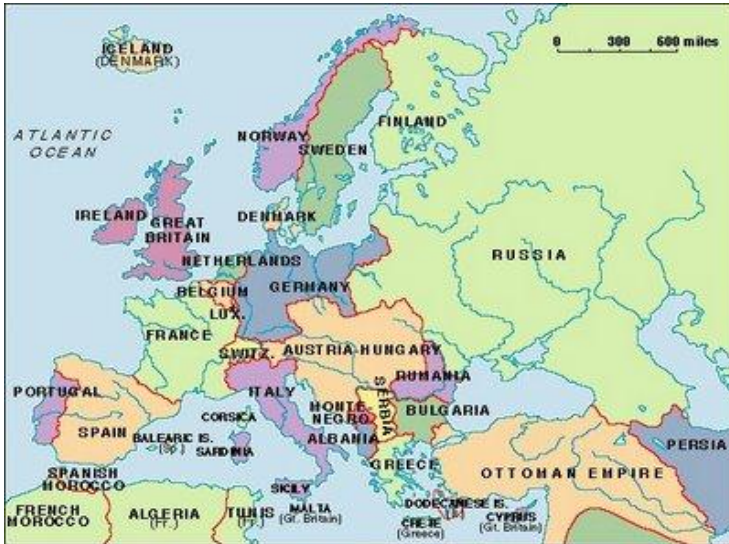 ICELAND
(DENMARK)
0 300 600 miles
ATLANTIC
OCEAN
NORWAY
SWEDEN
FINLAND
IRELAND
GREAT
BRITAIN
DENMARK
RUSSIA
NETHERLANDS
BELGIUM
GERMANY
LUX.
FRANCE
SWITZ.
AUSTRIA-HUNGARY
RUMANIA
PORTUGAL
SPAIN
ITALY
CORSICA
SARDINIA
BALEARIC IS.
(Sp.)
MONTE-
NEGRO
SERBIA
BULGARIA
ALBANIA
GREECE
OTTOMAN EMPIRE
PERSIA
SPANISH
MOROCCO
FRENCH
MOROCCO
ALGERIA
(Fr.)
TUNIS
(Fr.)
SICILY
MALTA
(Gt. Britain)
DODECANESE IS.
(It.)
CRETE
(Greece)
CYPRUS
(Gt. Britain)